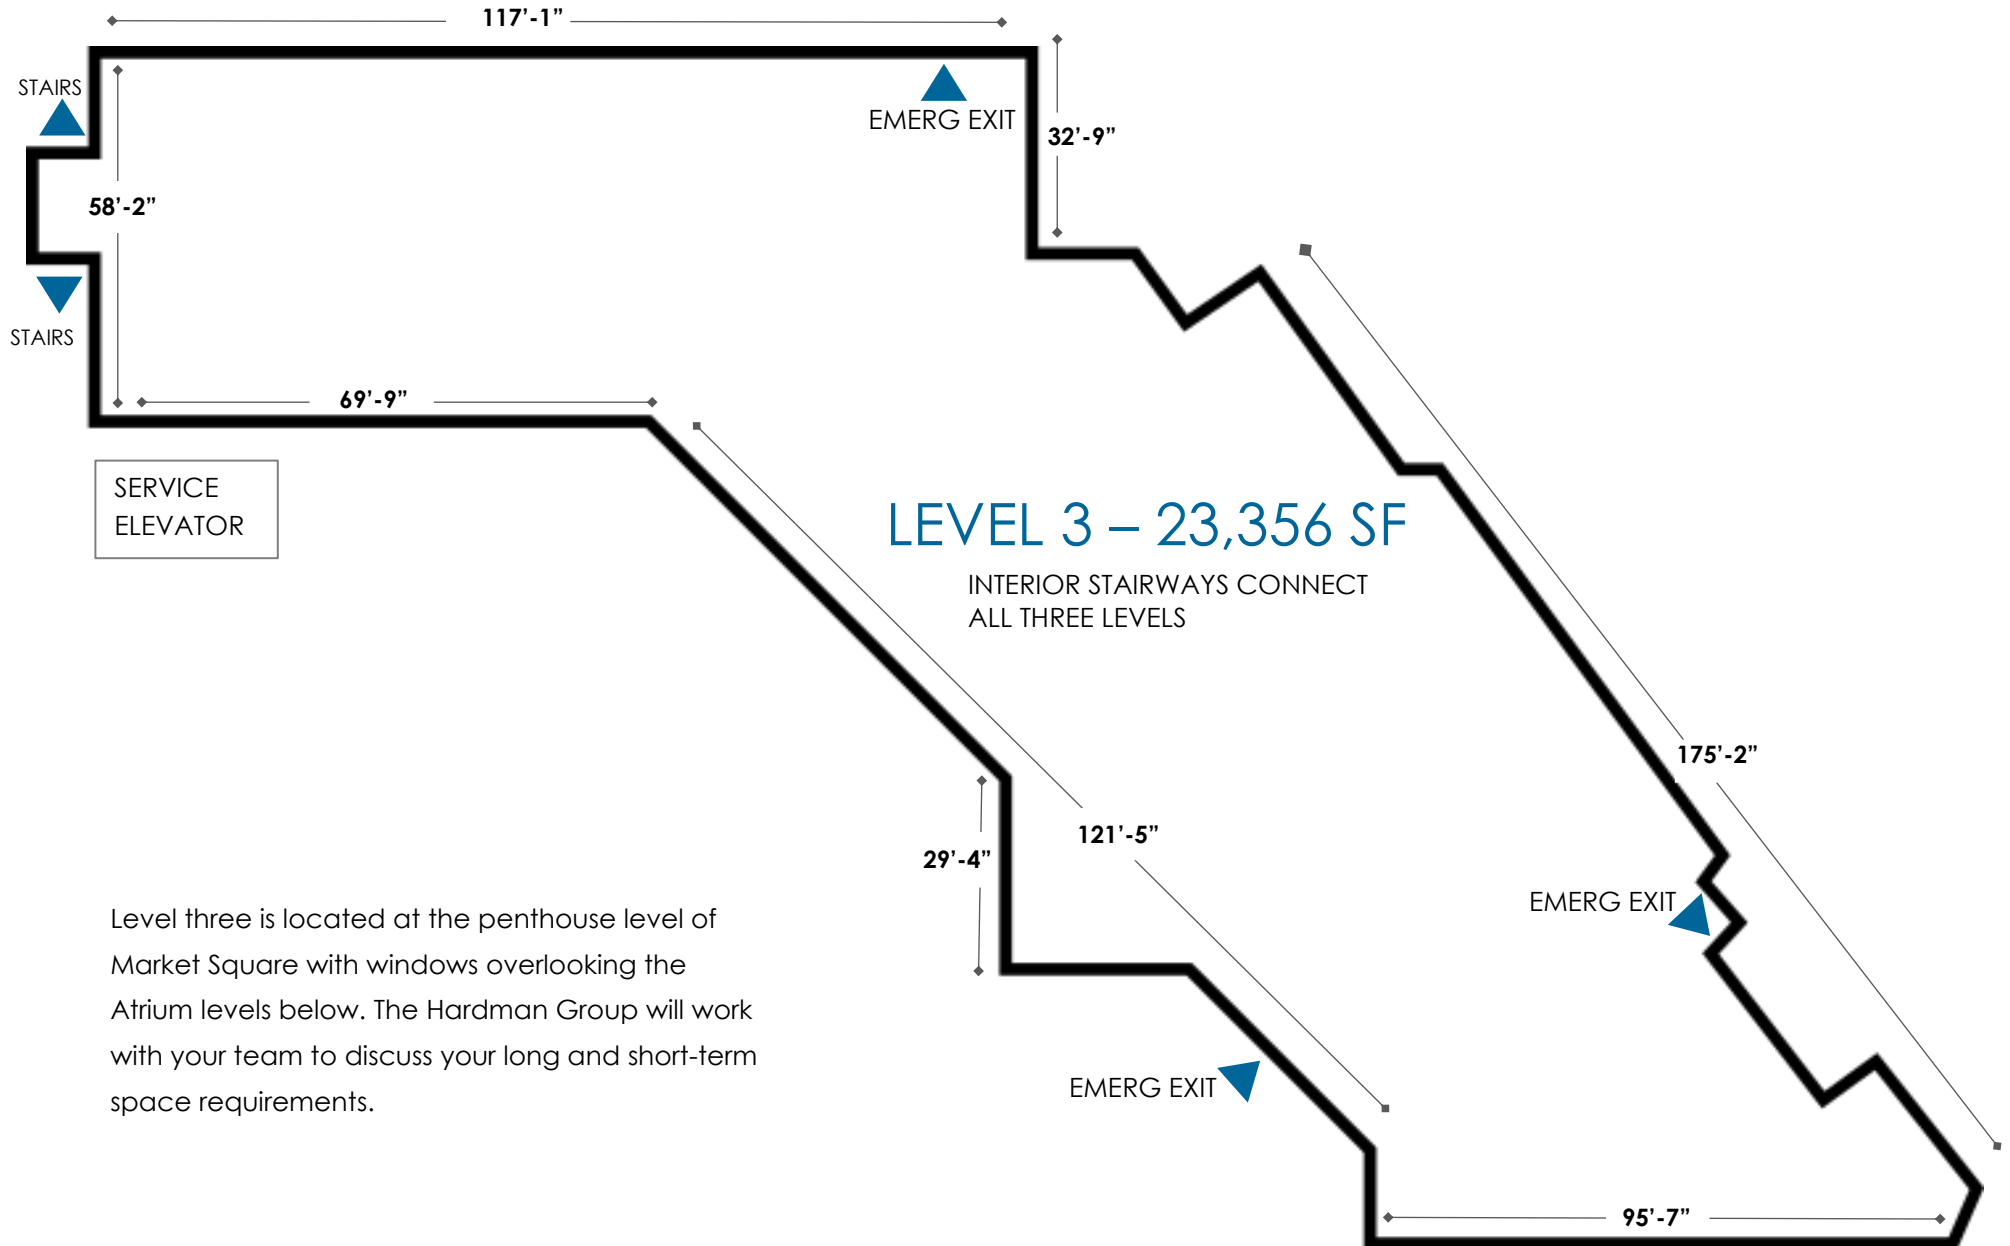 117’-1”
STAIRS
EMERG EXIT
32’-9”
58’-2”
STAIRS
69’-9”
SERVICE
ELEVATOR
LEVEL 3 – 23,356 SF
INTERIOR STAIRWAYS CONNECT
ALL THREE LEVELS
175’-2”
121’-5”
29’-4”
EMERG EXIT
Level three is located at the penthouse level of
Market Square with windows overlooking the
Atrium levels below. The Hardman Group will work
with your team to discuss your long and short-term
space requirements.
EMERG EXIT
95’-7”